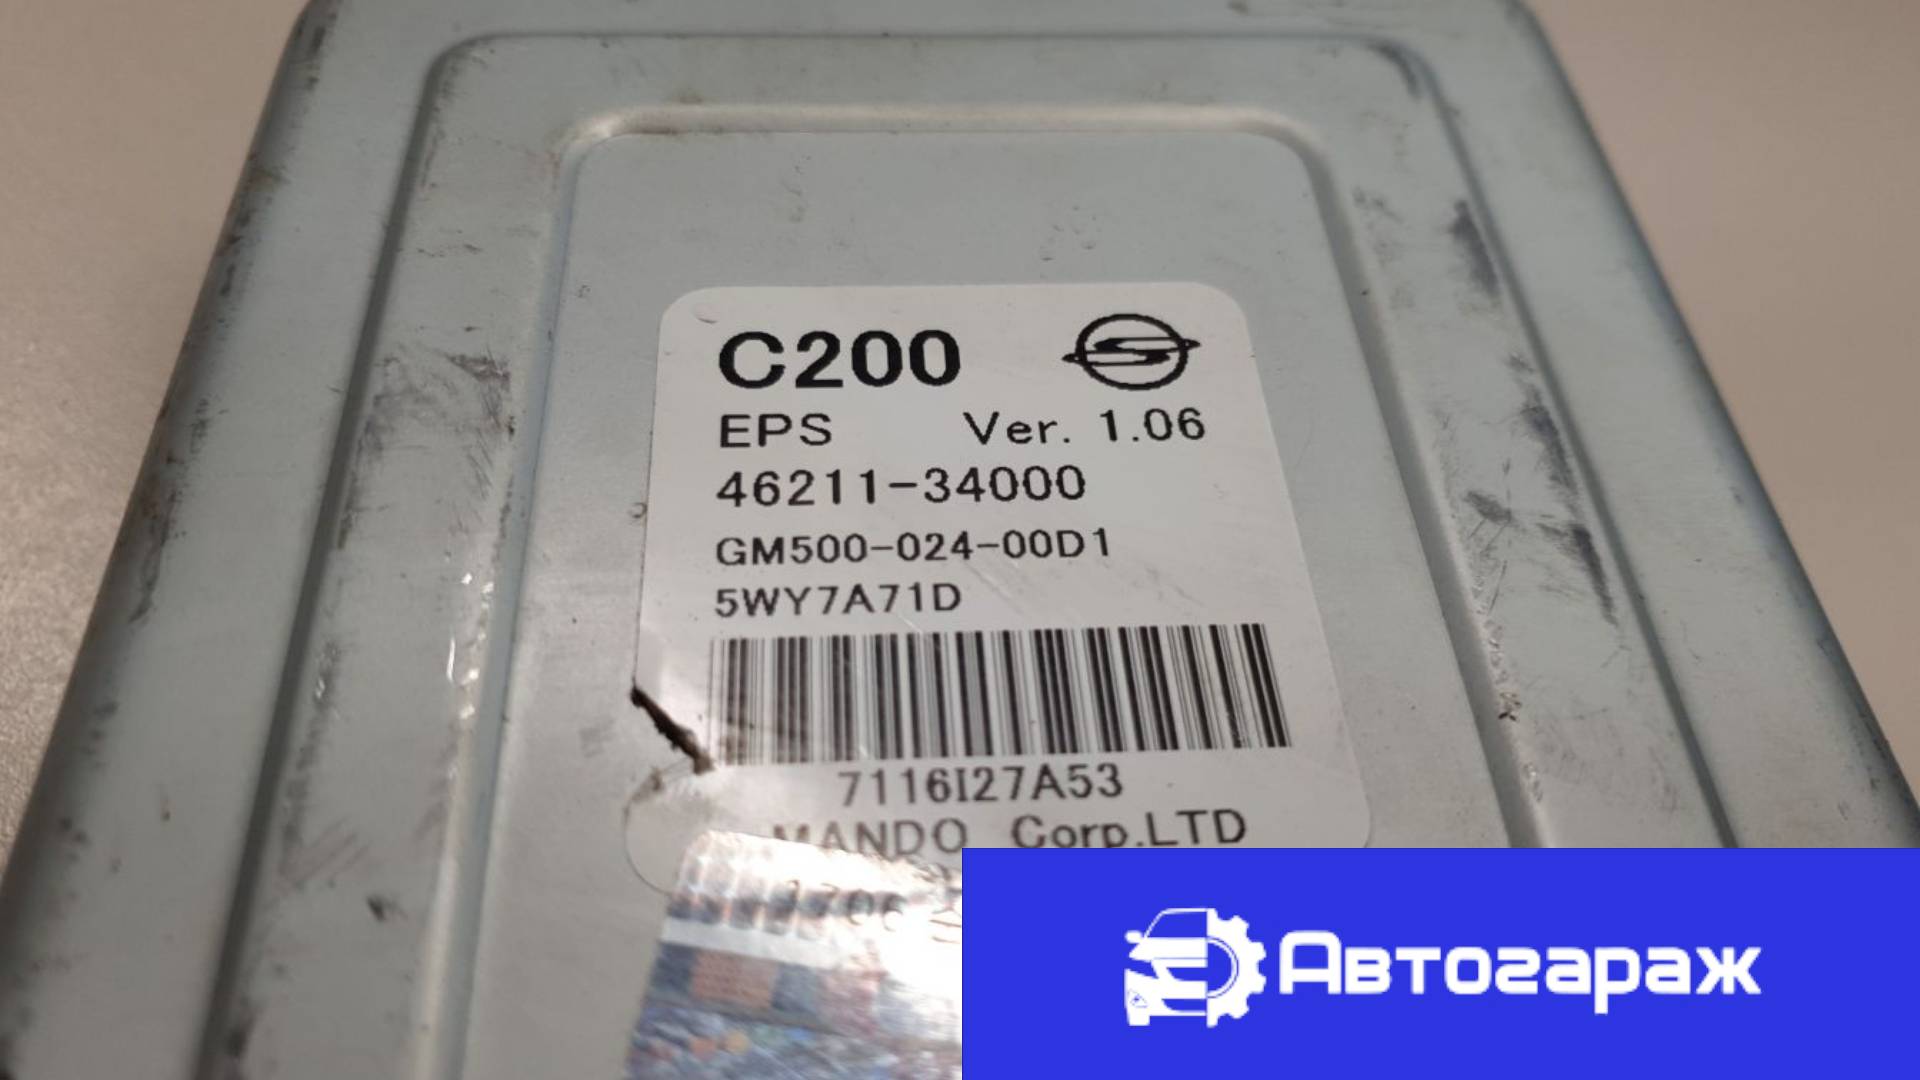 C200
EPS Ver. 1.06
46211-34000
GM500-024-00D1
5WY7A71D
7116I27A53
MANDO Corp.LTD
Автогараж